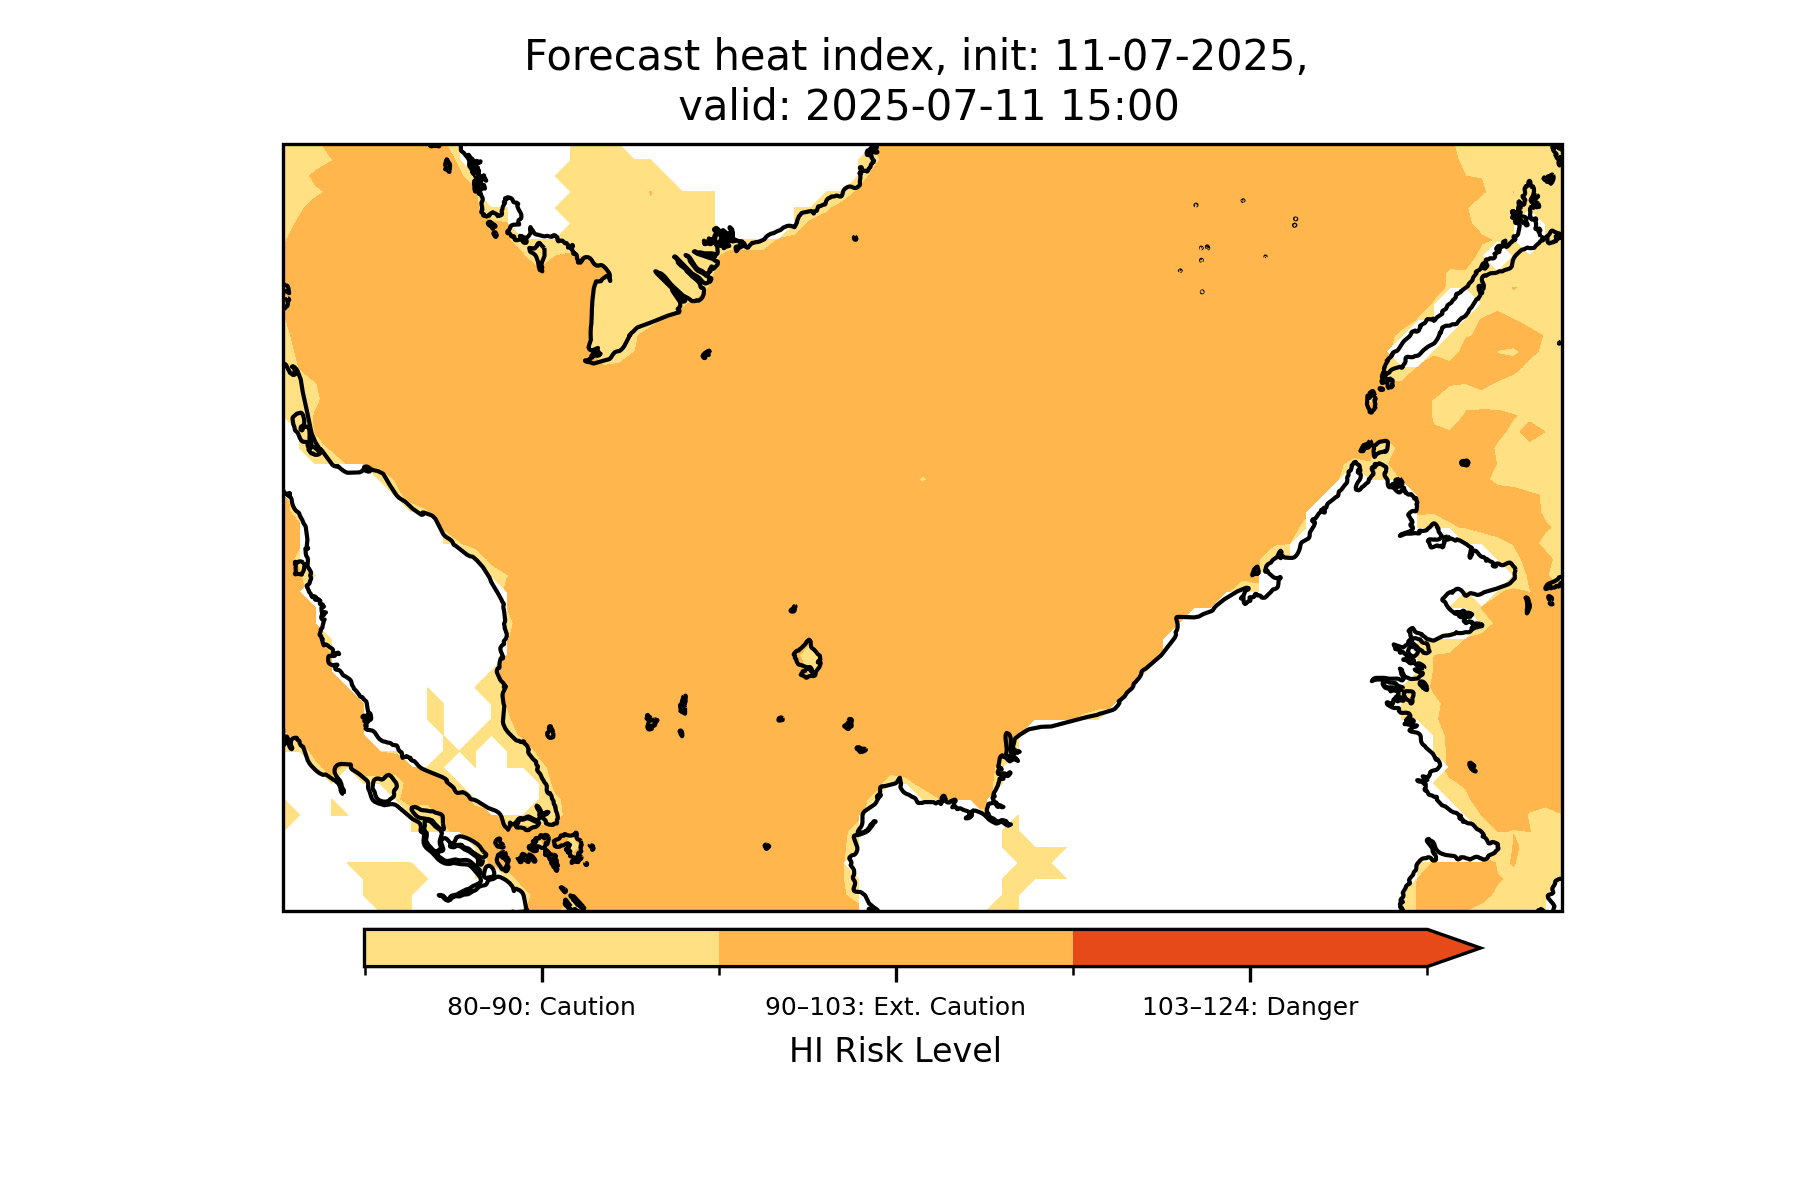 Forecast heat index, init: 11-07-2025,
valid: 2025-07-11 15:00
80–90: Caution
90–103: Ext. Caution
103–124: Danger
HI Risk Level